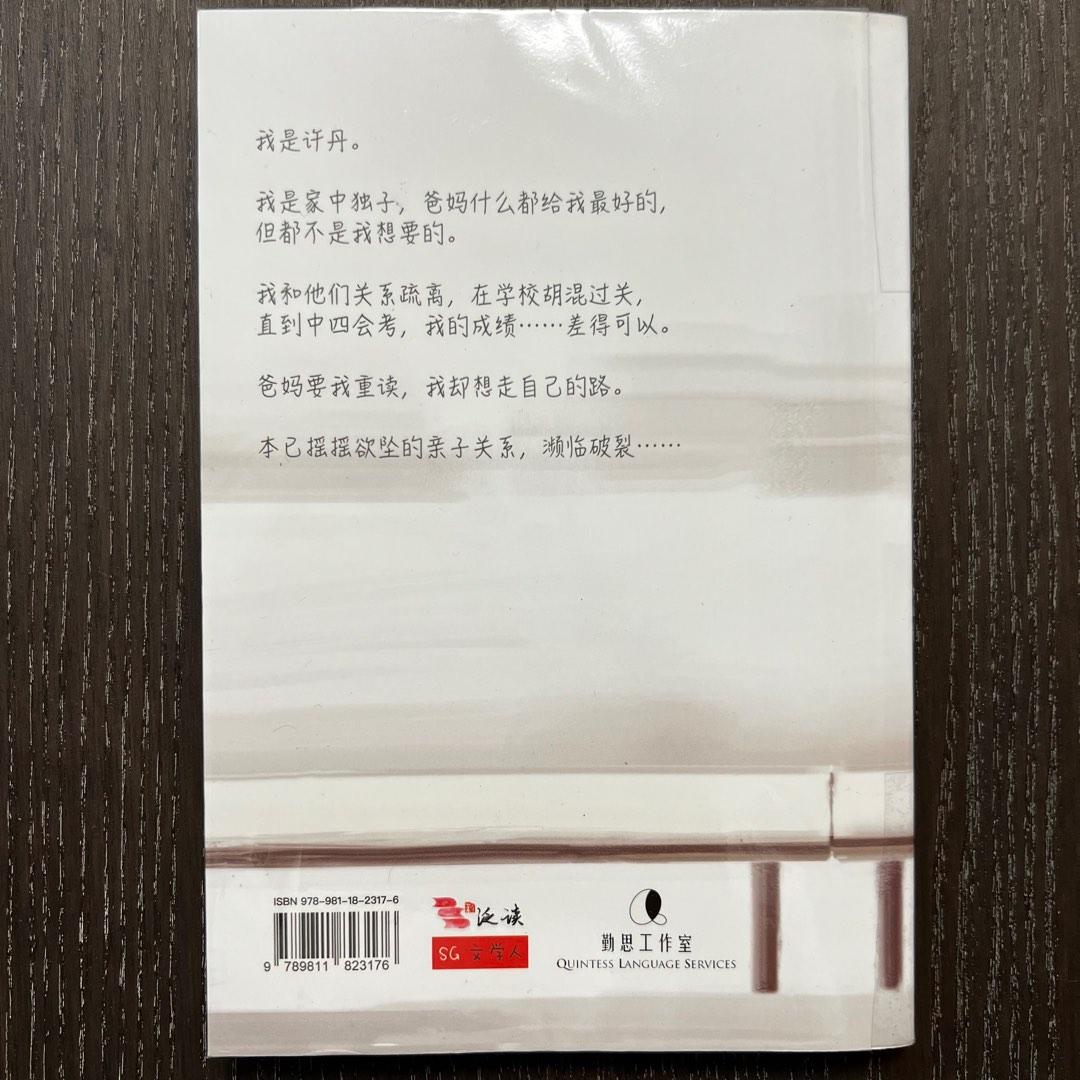 我是许丹。
我是家中独子，爸妈什么都给我最好的，
但都不是我想要的。
我和他们关系疏离，在学校胡混过关，
直到中四会考，我的成绩……差得可以。
爸妈要我重读，我却想走自己的路。
本已摇摇欲坠的亲子关系，濒临破裂……
ISBN 978-981-18-2317-6
9 789811 823176
泛读
SG 文学人
勤思工作室
QUINTESS LANGUAGE SERVICES